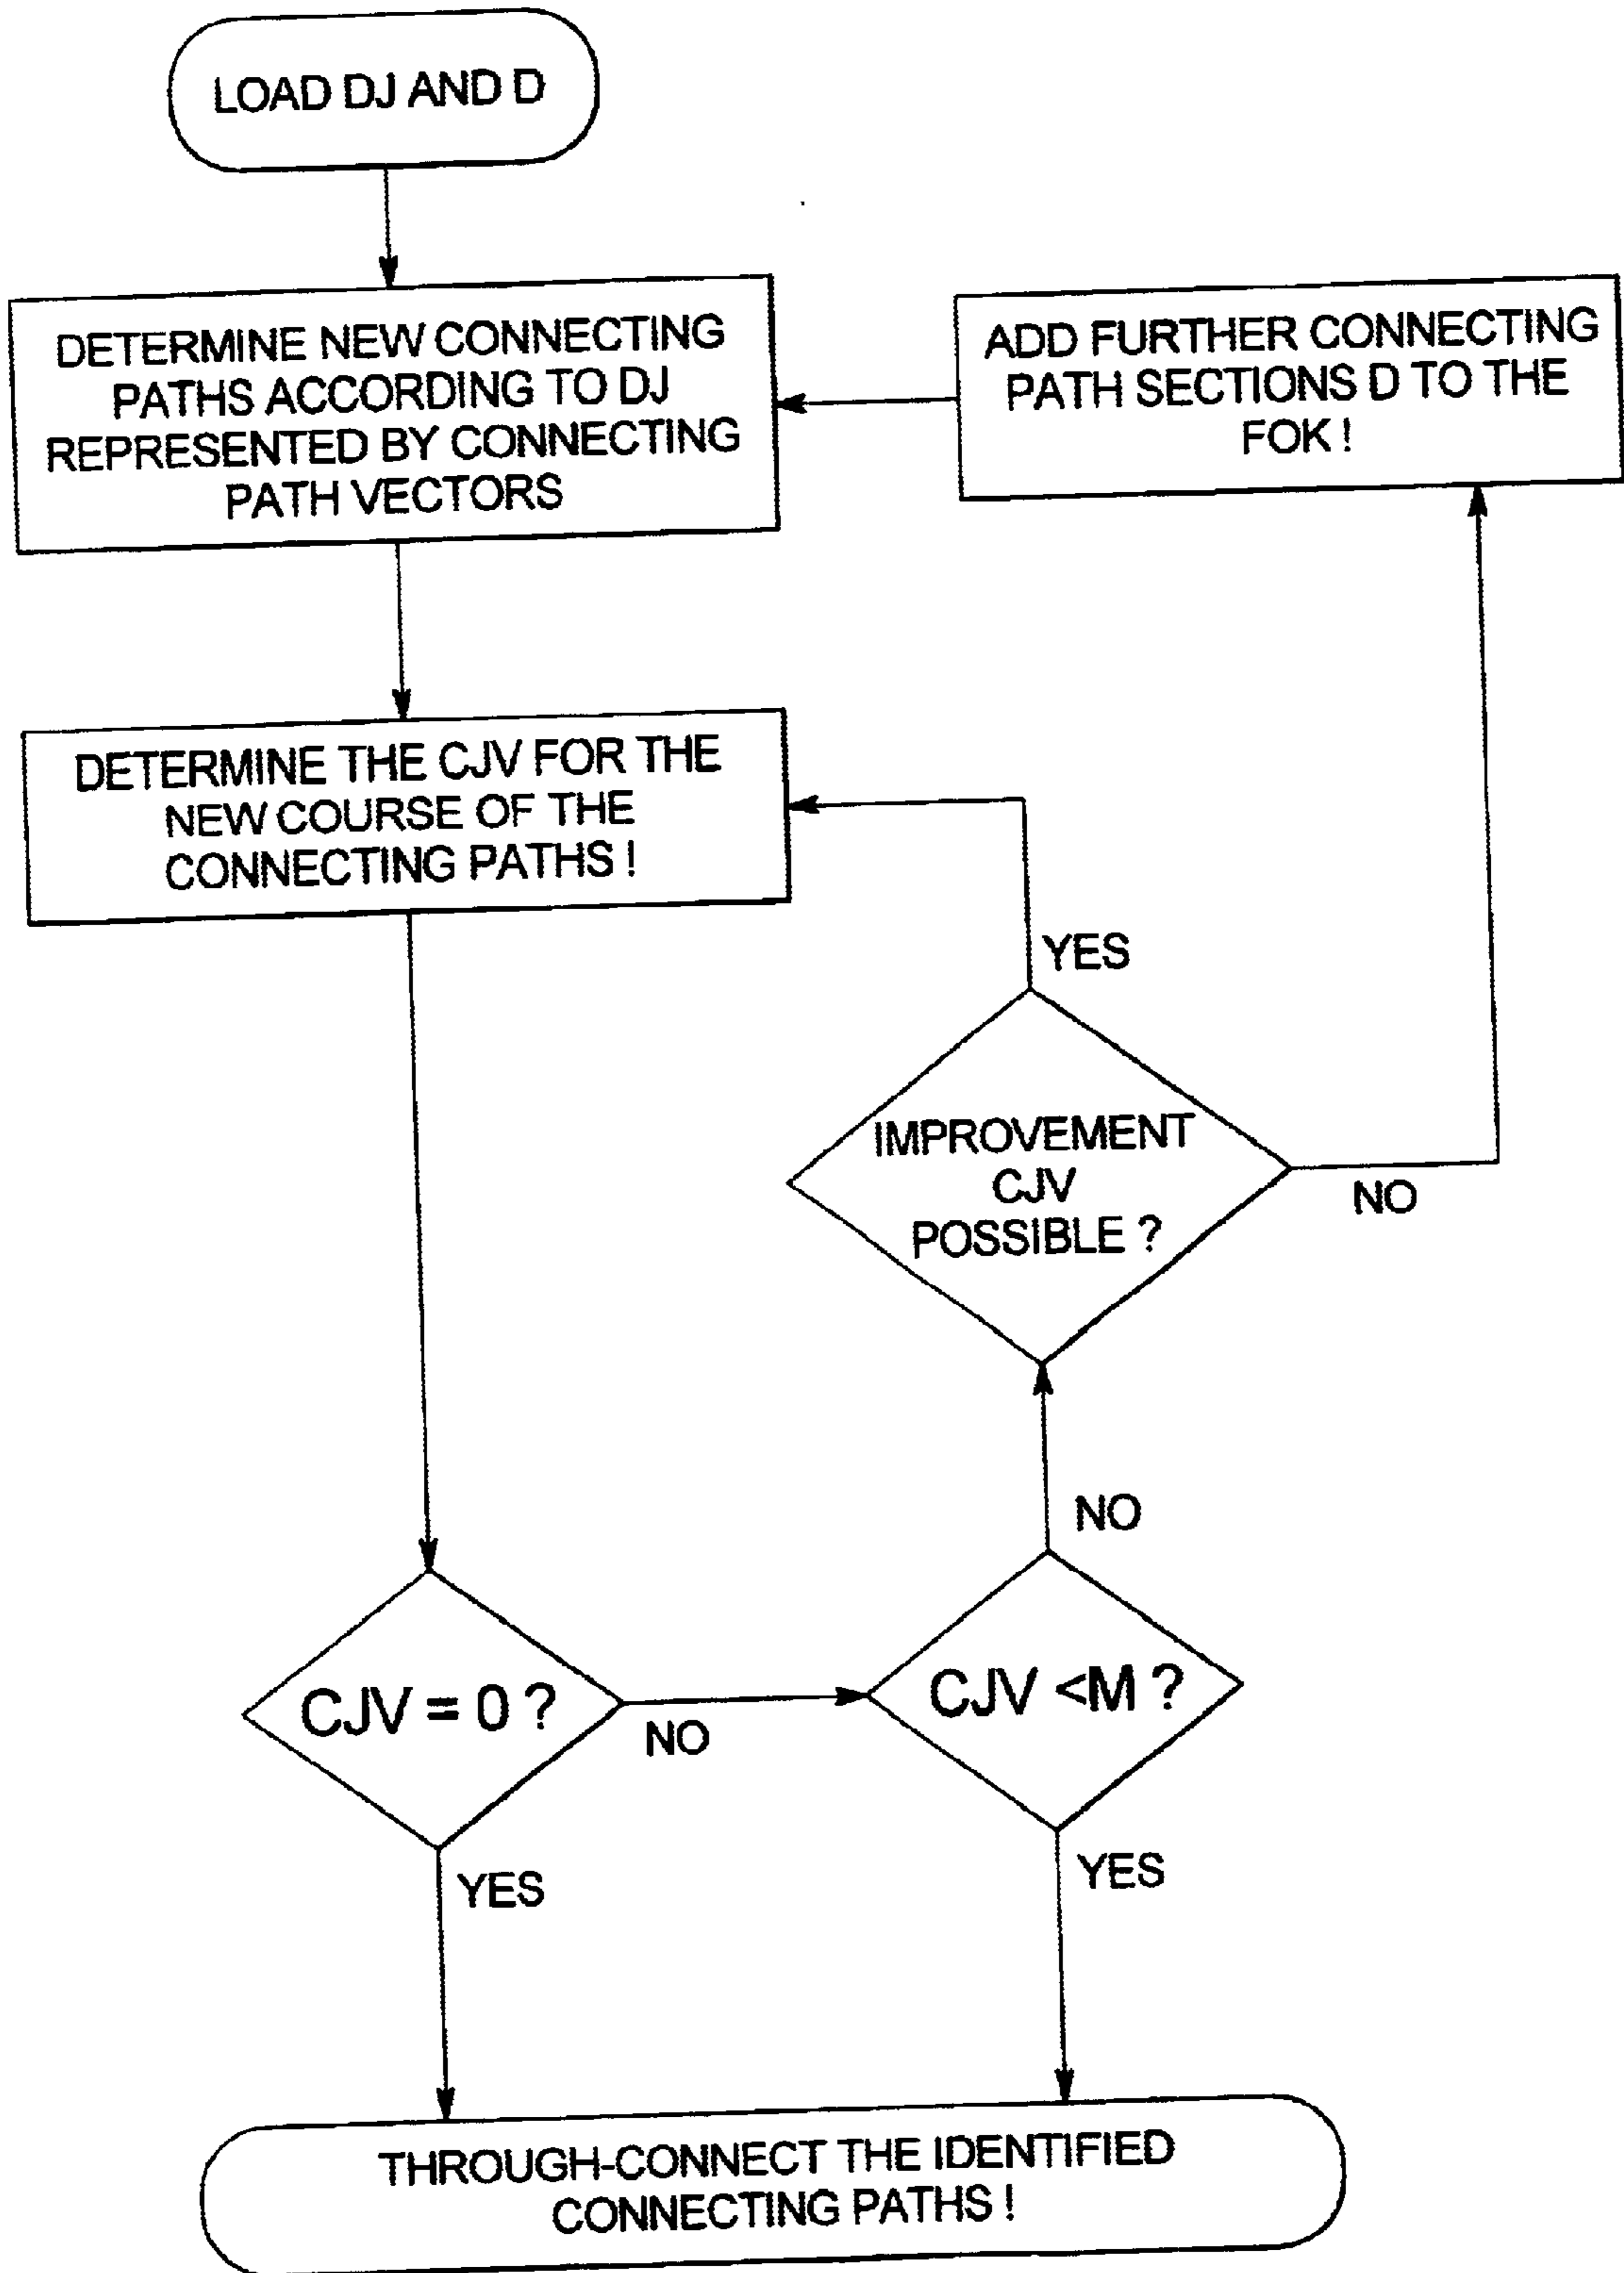 LOAD DJ AND D
DETERMINE NEW CONNECTING
PATHS ACCORDING TO DJ
REPRESENTED BY CONNECTING
PATH VECTORS
ADD FURTHER CONNECTING
PATH SECTIONS D TO THE
FOK !
DETERMINE THE CJV FOR THE
NEW COURSE OF THE
CONNECTING PATHS !
YES
IMPROVEMENT
CJV
POSSIBLE ?
NO
NO
CJV = 0 ?
NO
CJV <M ?
YES
YES
THROUGH-CONNECT THE IDENTIFIED
CONNECTING PATHS !